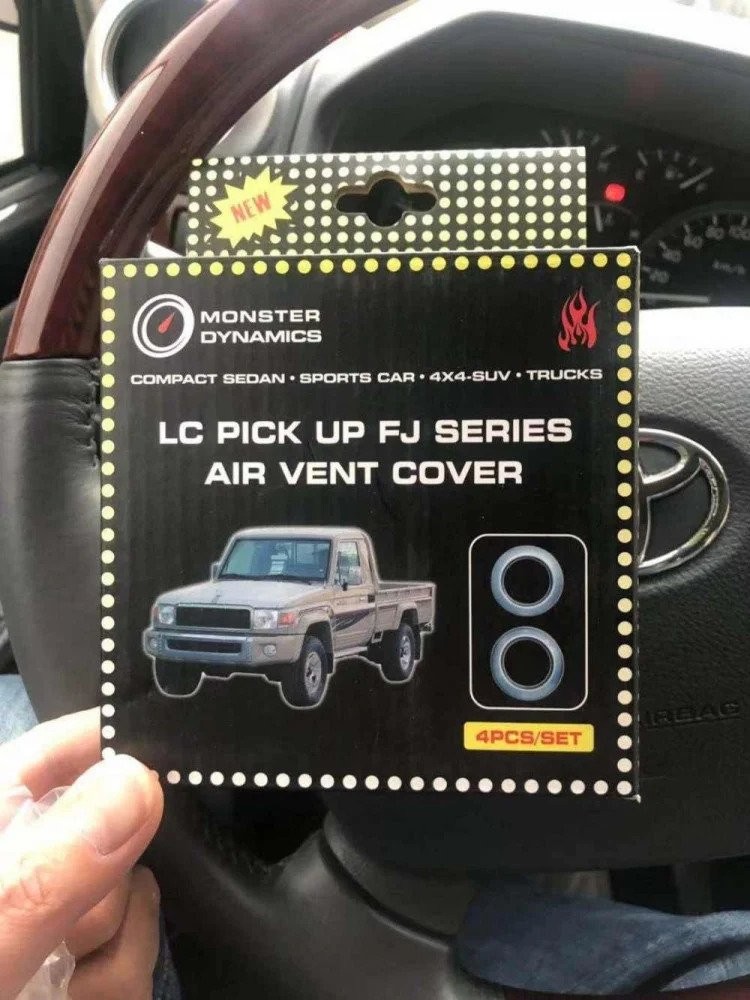 NEW
MONSTER
DYNAMICS
COMPACT SEDAN • SPORTS CAR • 4X4-SUV • TRUCKS
LC PICK UP FJ SERIES
AIR VENT COVER
4PCS/SET